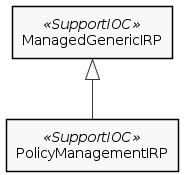 «SupportIOC»
ManagedGenericIRP
«SupportIOC»
PolicyManagementIRP